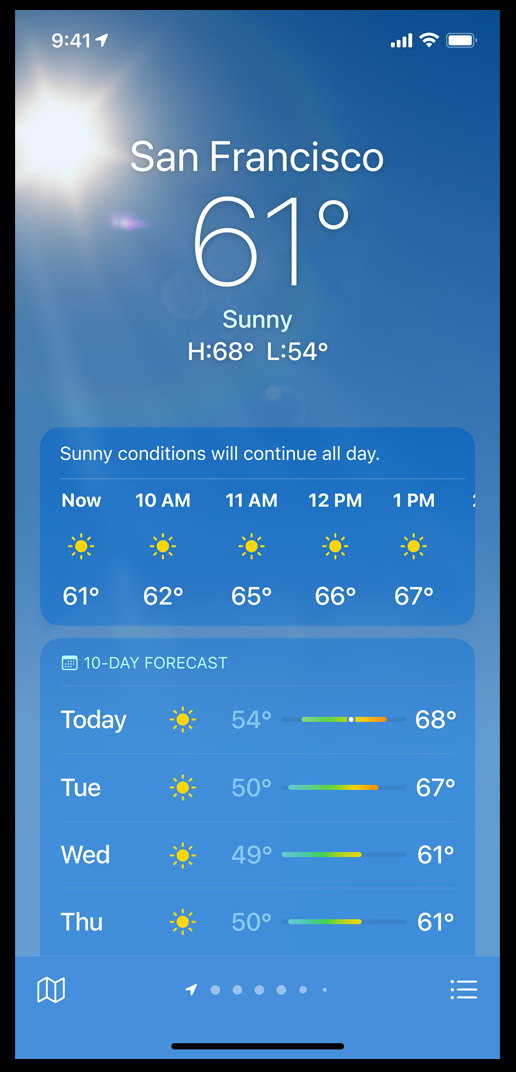 9:41
San Francisco
61°
Sunny
H:68° L:54°
Sunny conditions will continue all day.
Now 10 AM 11 AM 12 PM 1 PM
61° 62° 65° 66° 67°
10-DAY FORECAST
Today 54° 68°
Tue 50° 67°
Wed 49° 61°
Thu 50° 61°